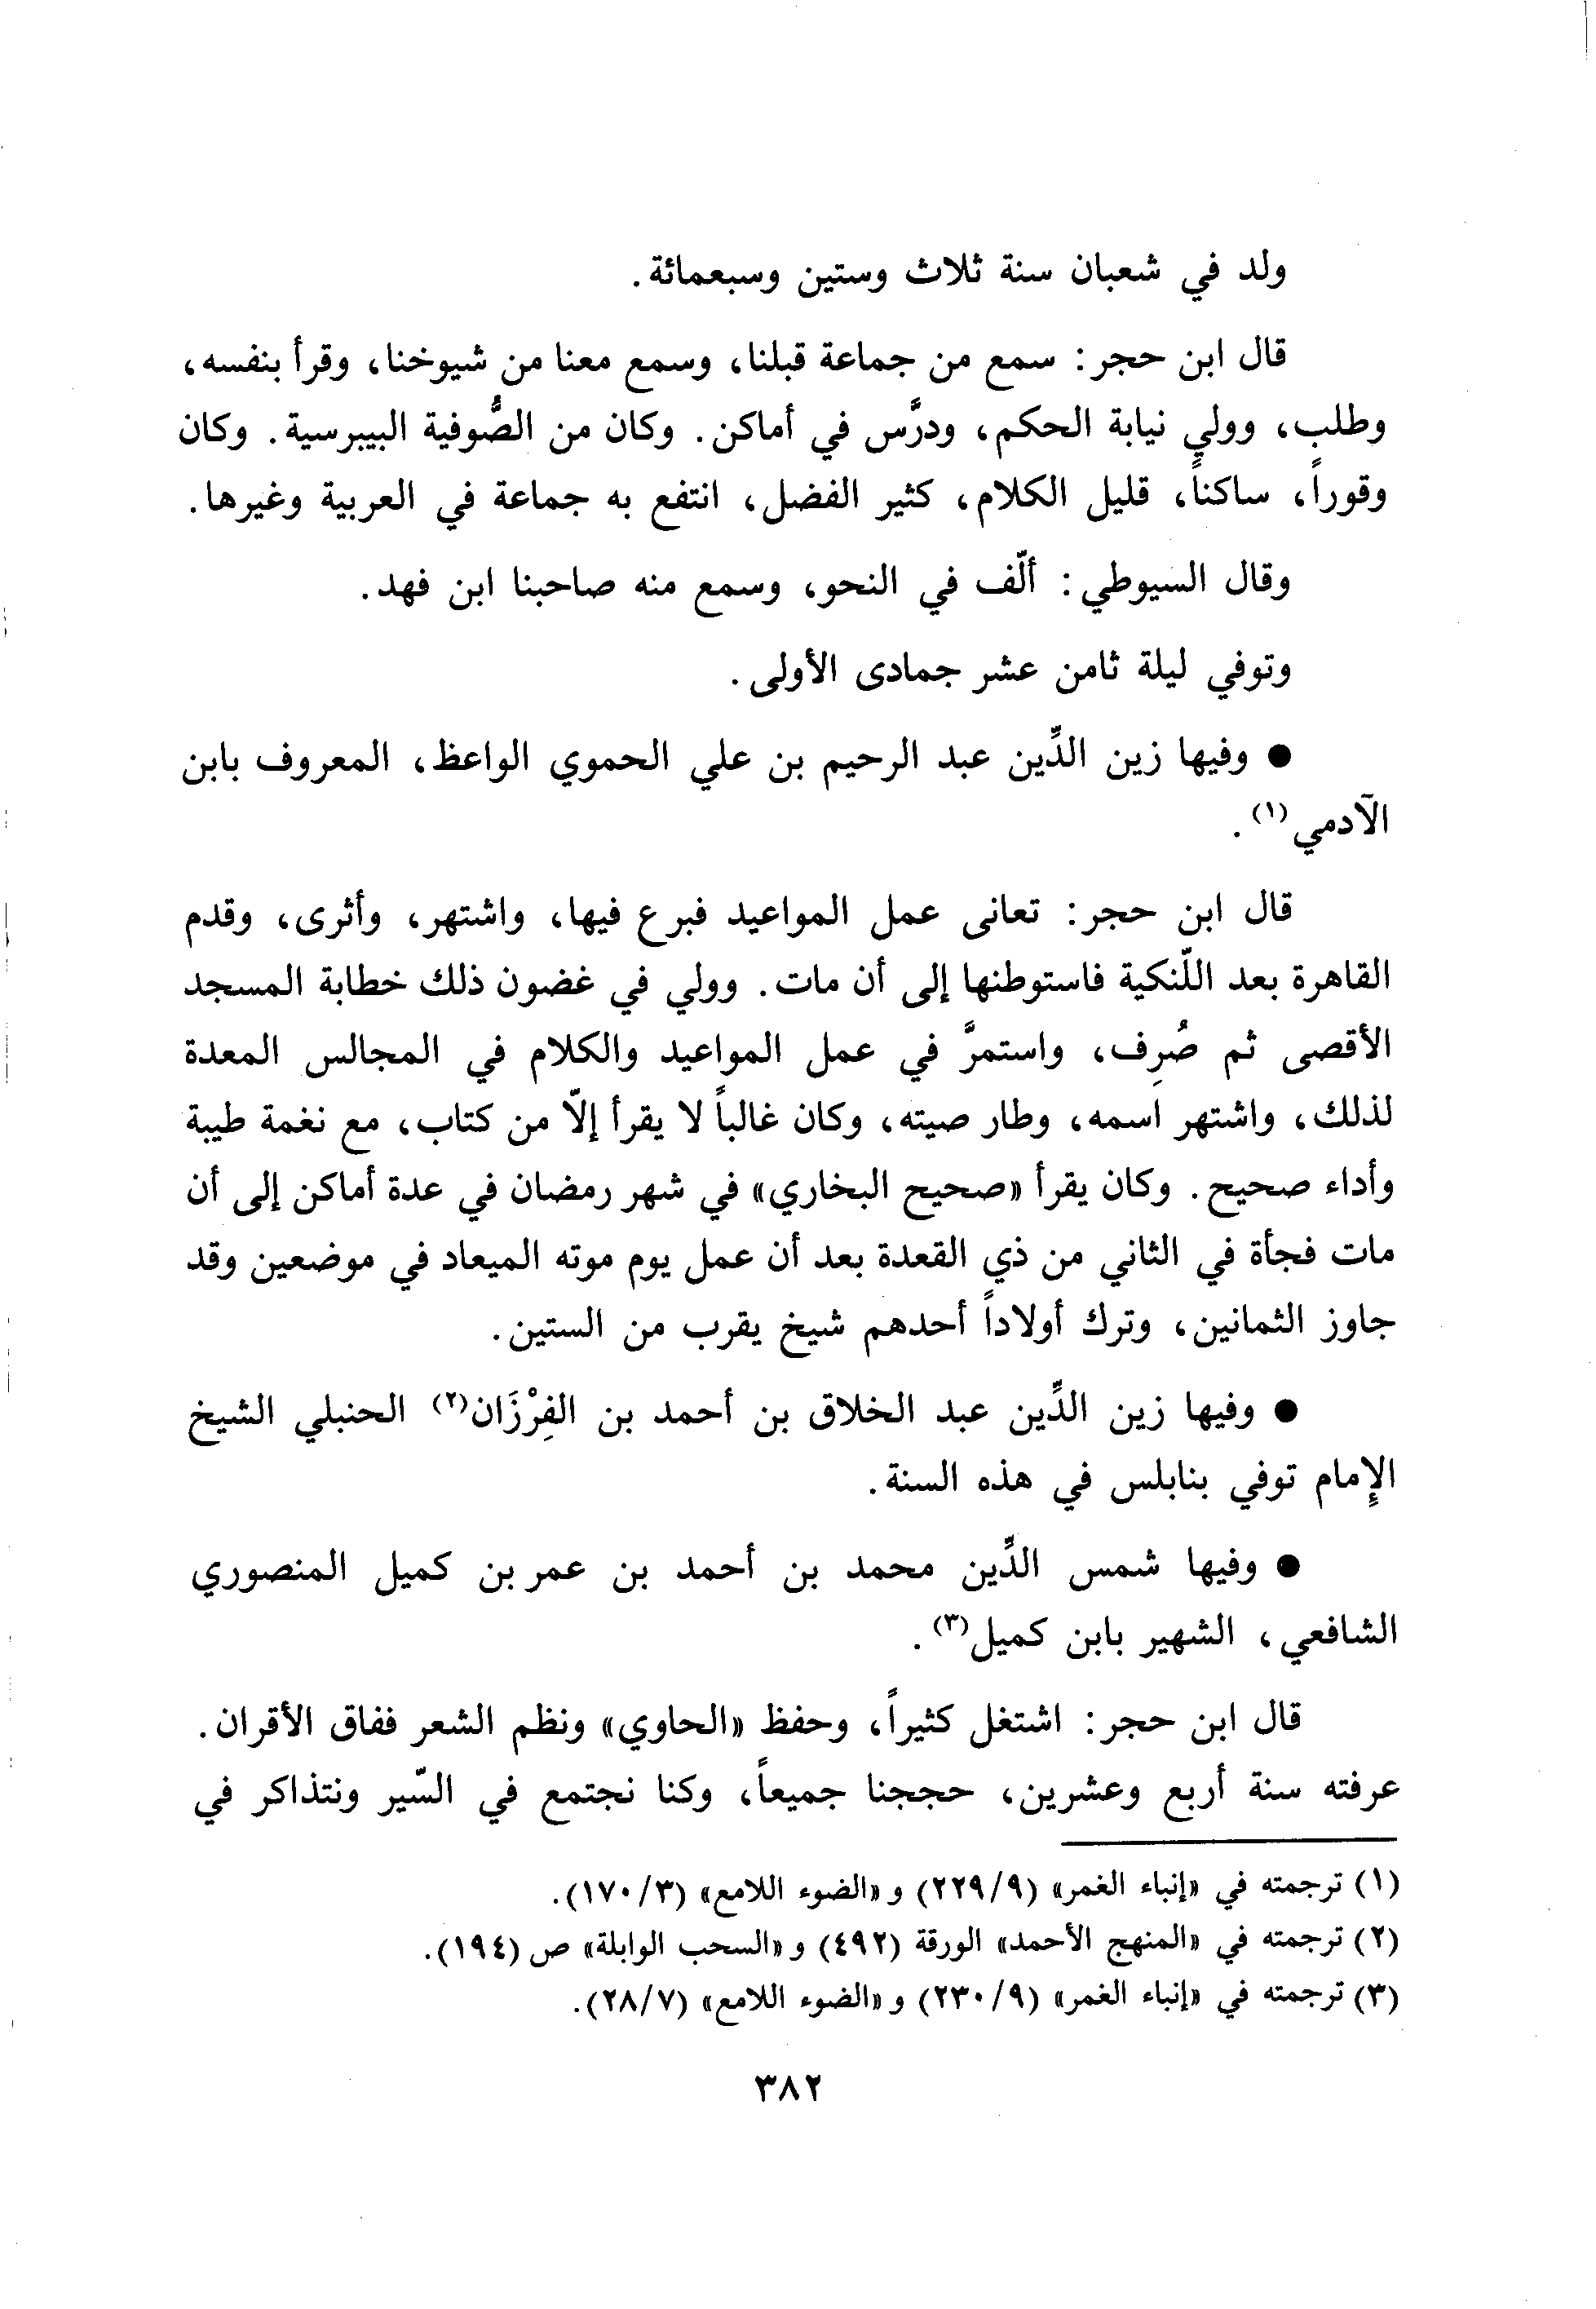 ولد في شعبان سنة ثلاث وستين وسبعمائة.
قال ابن حجر: سمع من جماعة قبلنا، وسمع معنا من شيوخنا، وقرأ بنفسه،
وطلب، وولي نيابة الحكم، ودرَّس في أماكن. وكان من الصُّوفية البيبرسية. وكان
وقوراً، ساكناً، قليل الكلام، كثير الفضل، انتفع به جماعة في العربية وغيرها.
وقال السيوطي: ألّف في النحو، وسمع منه صاحبنا ابن فهد.
وتوفي ليلة ثامن عشر جمادى الأولى.
● وفيها زين الدِّين عبد الرحيم بن علي الحموي الواعظ، المعروف بابن
الآدمي(١).
قال ابن حجر: تعانى عمل المواعيد فبرع فيها، واشتهر، وأثرى، وقدم
القاهرة بعد اللّنكية فاستوطنها إلى أن مات. وولي في غضون ذلك خطابة المسجد
الأقصى ثم صُرِف، واستمرَّ في عمل المواعيد والكلام في المجالس المعدة
لذلك، واشتهر اسمه، وطار صيته، وكان غالباً لا يقرأ إلّا من كتاب، مع نغمة طيبة
وأداء صحيح. وكان يقرأ «صحيح البخاري» في شهر رمضان في عدة أماكن إلى أن
مات فجأة في الثاني من ذي القعدة بعد أن عمل يوم موته الميعاد في موضعين وقد
جاوز الثمانين، وترك أولاداً أحدهم شيخ يقرب من الستين.
● وفيها زين الدِّين عبد الخلاق بن أحمد بن الفِرْزَان(٢) الحنبلي الشيخ
الإِمام توفي بنابلس في هذه السنة.
● وفيها شمس الدِّين محمد بن أحمد بن عمر بن كميل المنصوري
الشافعي، الشهير بابن كميل(٣).
قال ابن حجر: اشتغل كثيراً، وحفظ «الحاوي» ونظم الشعر ففاق الأقران.
عرفته سنة أربع وعشرين، حججنا جميعاً، وكنا نجتمع في السّير ونتذاكر في
(١) ترجمته في «إنباء الغمر» (٢٢٩/٩) و«الضوء اللامع» (١٧٠/٣).
(٢) ترجمته في «المنهج الأحمد» الورقة (٤٩٢) و«السحب الوابلة» ص (١٩٤).
(٣) ترجمته في «إنباء الغمر» (٢٣٠/٩) و«الضوء اللامع» (٢٨/٧).
٣٨٢